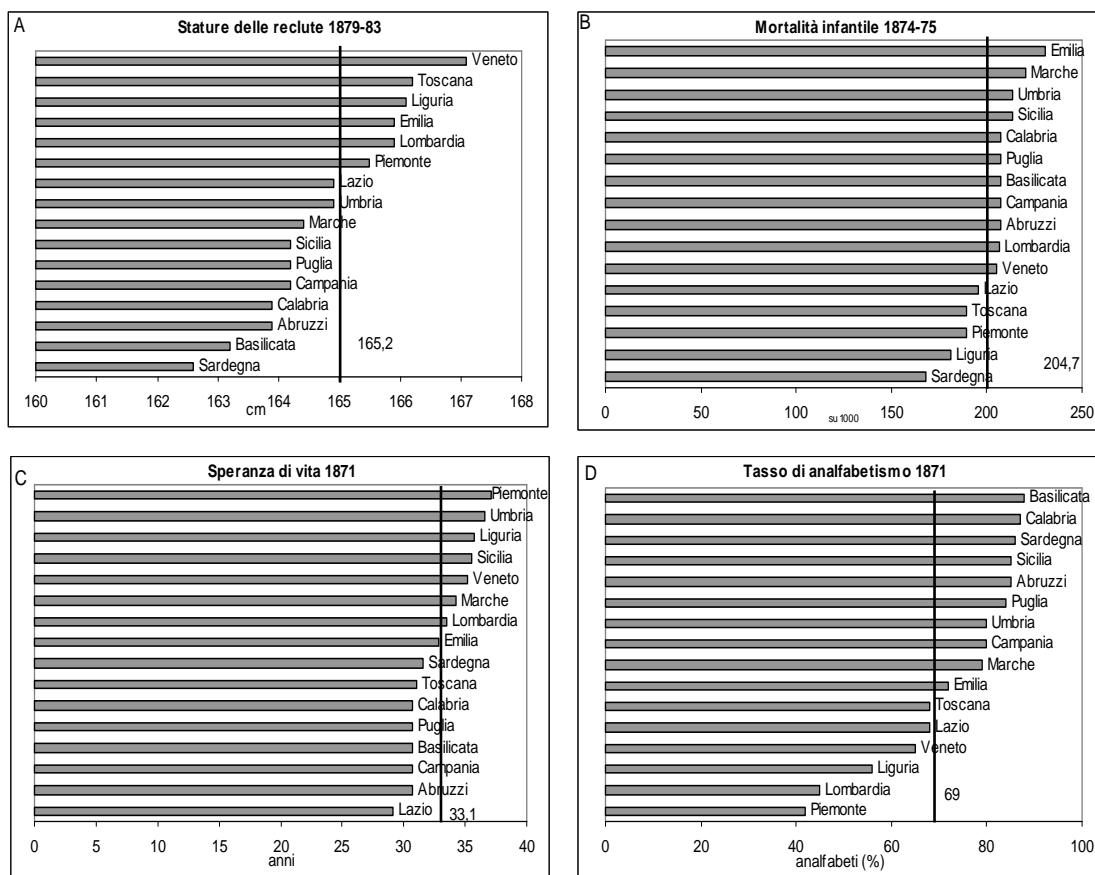 A
Stature delle reclute 1879-83
Veneto
Toscana
Liguria
Emilia
Lombardia
Piemonte
Lazio
Umbria
Marche
Sicilia
Puglia
Campania
Calabria
Abruzzi
Basilicata
165,2
Sardegna
160 161 162 163 164 165 166 167 168
cm
B
Mortalità infantile 1874-75
Emilia
Marche
Umbria
Sicilia
Calabria
Puglia
Basilicata
Campania
Abruzzi
Lombardia
Veneto
Lazio
Toscana
Piemonte
Liguria
204,7
Sardegna
0 50 100 150 200 250
su 1000
C
Speranza di vita 1871
Piemonte
Umbria
Liguria
Sicilia
Veneto
Marche
Lombardia
Emilia
Sardegna
Toscana
Calabria
Puglia
Basilicata
Campania
Abruzzi
Lazio
33,1
0 5 10 15 20 25 30 35 40
anni
D
Tasso di analfabetismo 1871
Basilicata
Calabria
Sardegna
Sicilia
Abruzzi
Puglia
Umbria
Campania
Marche
Emilia
Toscana
Lazio
Veneto
Liguria
Lombardia
69
Piemonte
0 20 40 60 80 100
analfabeti (%)